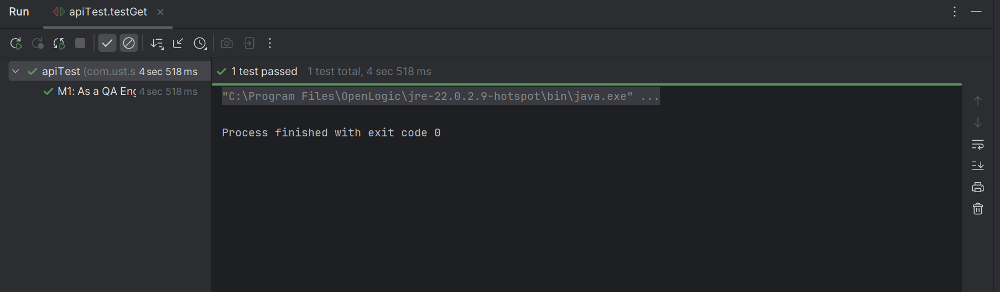 Run apiTest.testGet
apiTest (com.ust.s 4 sec 518 ms
M1: As a QA Eng 4 sec 518 ms
1 test passed 1 test total, 4 sec 518 ms
"C:\Program Files\OpenLogic\jre-22.0.2.9-hotspot\bin\java.exe" ...
Process finished with exit code 0